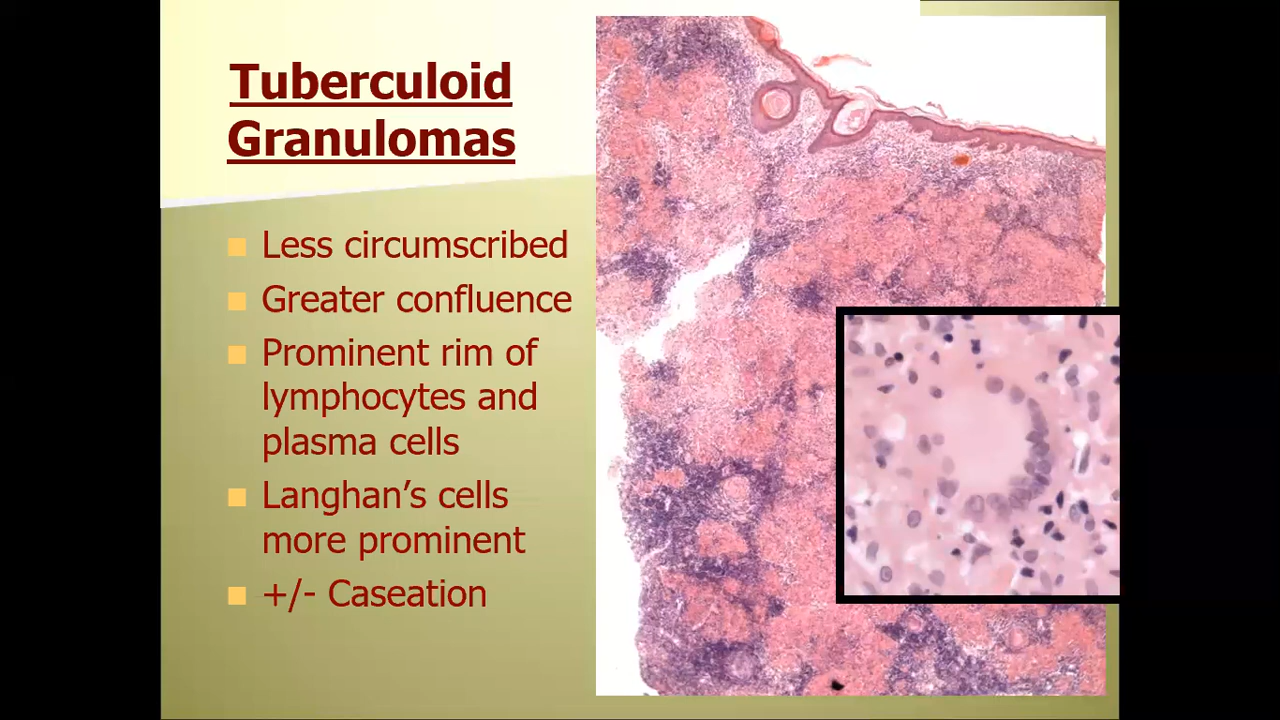 Tuberculoid
Granulomas
Less circumscribed
Greater confluence
Prominent rim of
lymphocytes and
plasma cells
Langhan’s cells
more prominent
+/- Caseation